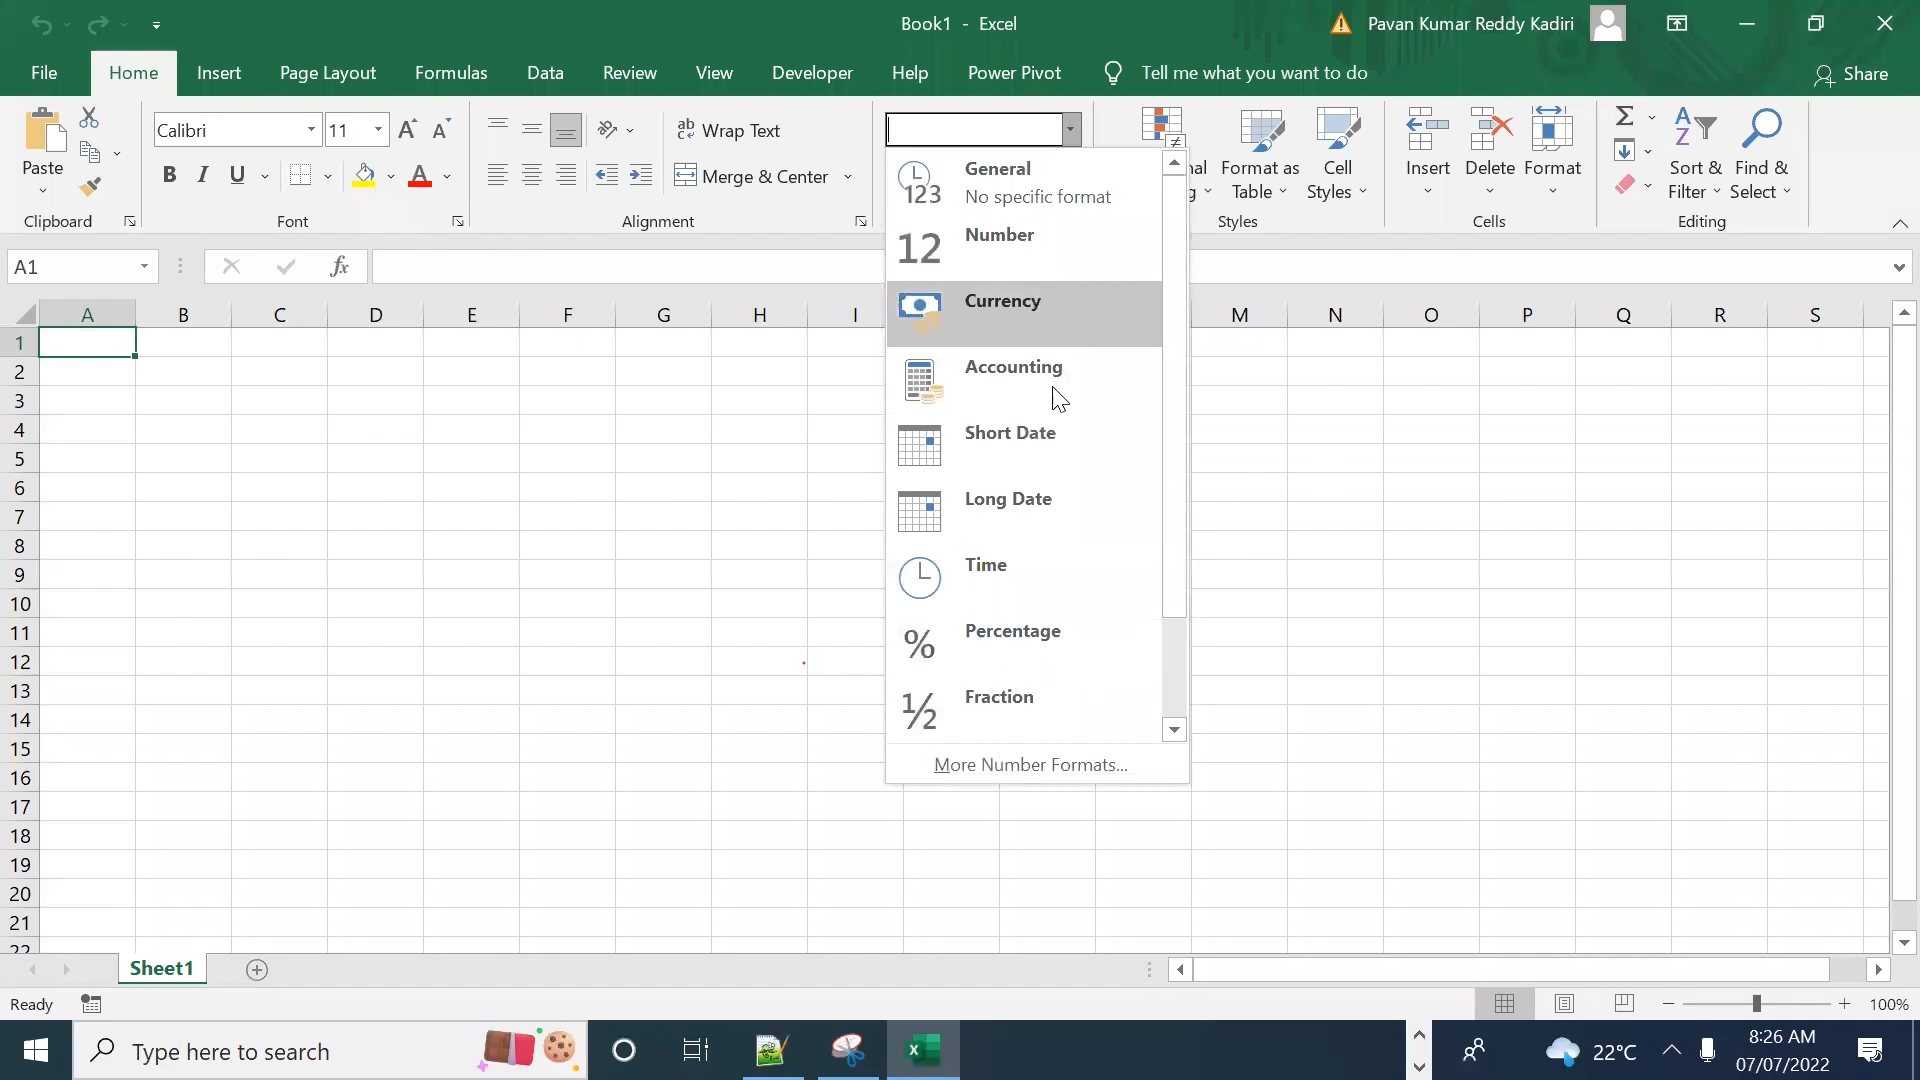 Book1 - Excel
Pavan Kumar Reddy Kadiri
File Home Insert Page Layout Formulas Data Review View Developer Help Power Pivot Tell me what you want to do Share
Paste
Clipboard
Calibri 11
B I U A
Font
ab Wrap Text
Merge & Center
Alignment
Format as Table
Cell Styles
Styles
Insert Delete Format
Cells
Sort & Filter
Find & Select
Editing
A1 fx
General
No specific format
Number
Currency
Accounting
Short Date
Long Date
Time
Percentage
Fraction
More Number Formats...
A B C D E F G H I M N O P Q R S
1
2
3
4
5
6
7
8
9
10
11
12
13
14
15
16
17
18
19
20
21
22
Sheet1
Ready 100%
Type here to search
22°C
8:26 AM
07/07/2022